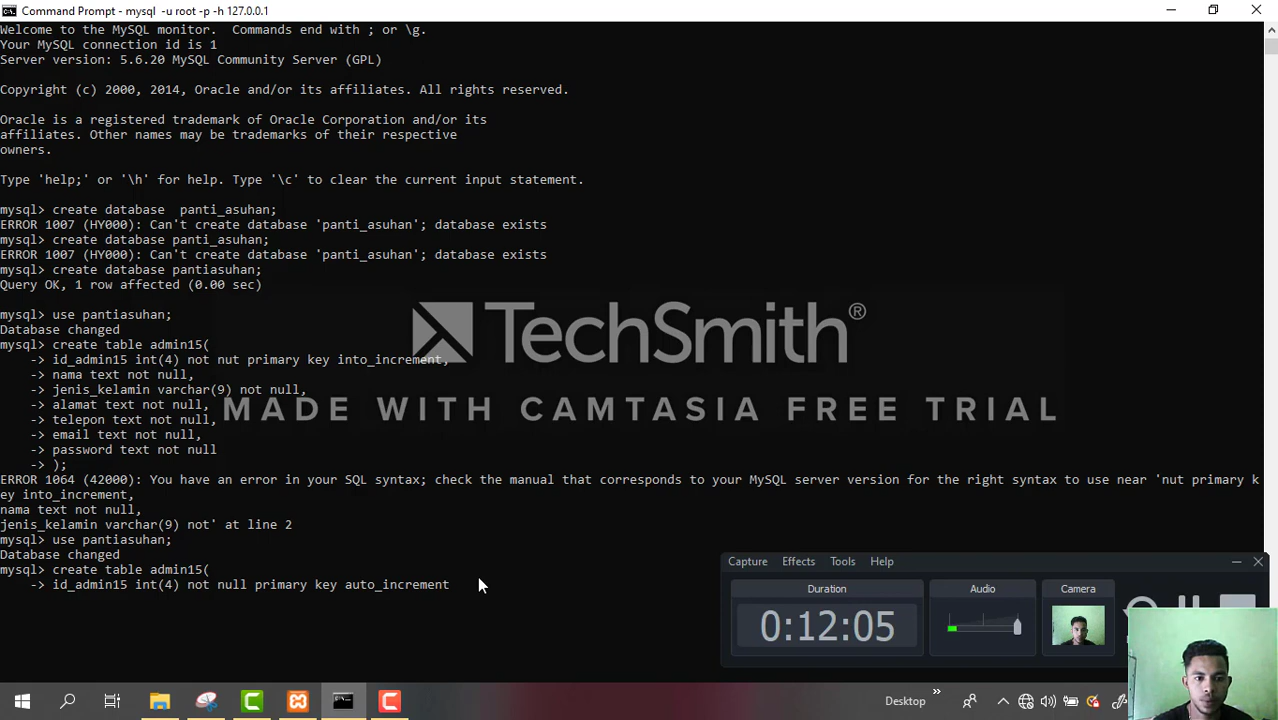 Command Prompt - mysql -u root -p -h 127.0.0.1
Welcome to the MySQL monitor.  Commands end with ; or \g.
Your MySQL connection id is 1
Server version: 5.6.20 MySQL Community Server (GPL)
Copyright (c) 2000, 2014, Oracle and/or its affiliates. All rights reserved.
Oracle is a registered trademark of Oracle Corporation and/or its
affiliates. Other names may be trademarks of their respective
owners.
Type 'help;' or '\h' for help. Type '\c' to clear the current input statement.
mysql> create database  panti_asuhan;
ERROR 1007 (HY000): Can't create database 'panti_asuhan'; database exists
mysql> create database panti_asuhan;
ERROR 1007 (HY000): Can't create database 'panti_asuhan'; database exists
mysql> create database pantiasuhan;
Query OK, 1 row affected (0.00 sec)
mysql> use pantiasuhan;
Database changed
mysql> create table admin15(
-> id_admin15 int(4) not nut primary key into_increment,
-> nama text not null,
-> jenis_kelamin varchar(9) not null,
-> alamat text not null,
-> telepon text not null,
-> email text not null,
-> password text not null
-> );
ERROR 1064 (42000): You have an error in your SQL syntax; check the manual that corresponds to your MySQL server version for the right syntax to use near 'nut primary k
ey into_increment,
nama text not null,
jenis_kelamin varchar(9) not' at line 2
mysql> use pantiasuhan;
Database changed
mysql> create table admin15(
-> id_admin15 int(4) not null primary key auto_increment
TechSmith®
MADE WITH CAMTASIA FREE TRIAL
Capture Effects Tools Help
Duration Audio Camera
0:12:05
Desktop